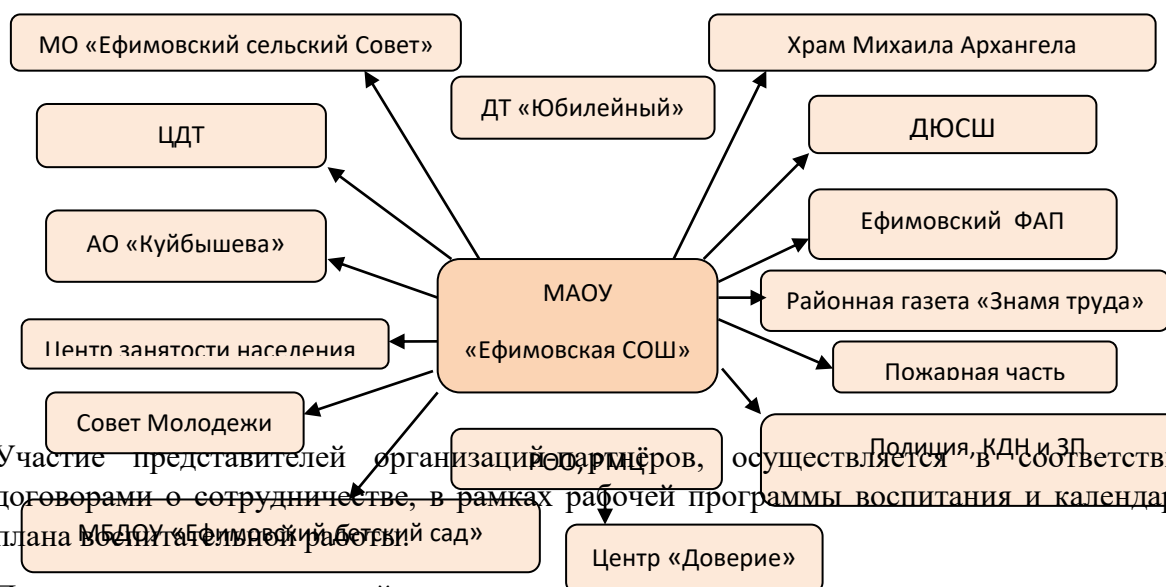 МО «Ефимовский сельский Совет»
Храм Михаила Архангела
ДТ «Юбилейный»
ЦДТ
ДЮСШ
Ефимовский ФАП
АО «Куйбышева»
МАОУ
«Ефимовская СОШ»
Районная газета «Знамя труда»
Центр занятости населения
Пожарная часть
Совет Молодежи
Полиция, КДН и ЗП
РОО, РМЦ
Участие представителей организаций-партнёров, осуществляется в соответстви
договорами о сотрудничестве, в рамках рабочей программы воспитания и календар
плана воспитательной работы.
МБДОУ «Ефимовский детский сад»
Центр «Доверие»